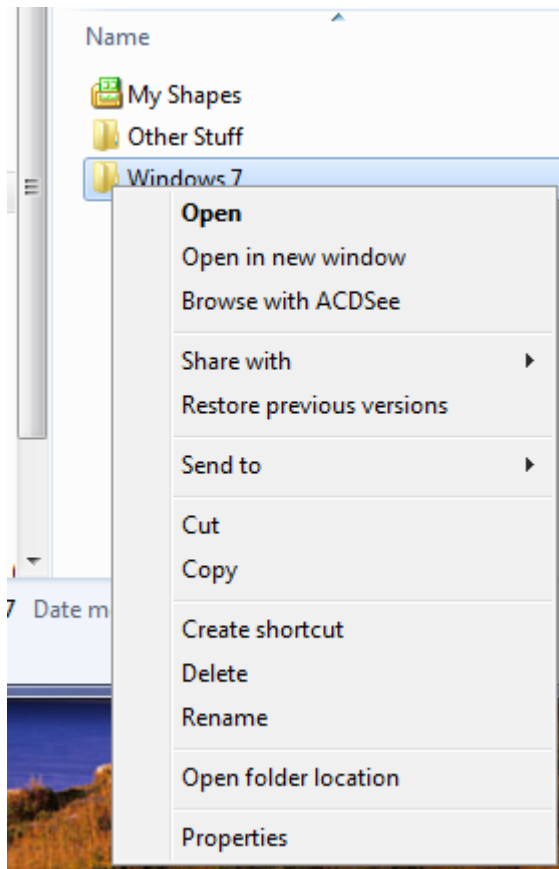 Name
My Shapes
Other Stuff
Windows 7
Open
Open in new window
Browse with ACDSee
Share with
Restore previous versions
Send to
Cut
Copy
7 Date m
Create shortcut
Delete
Rename
Open folder location
Properties